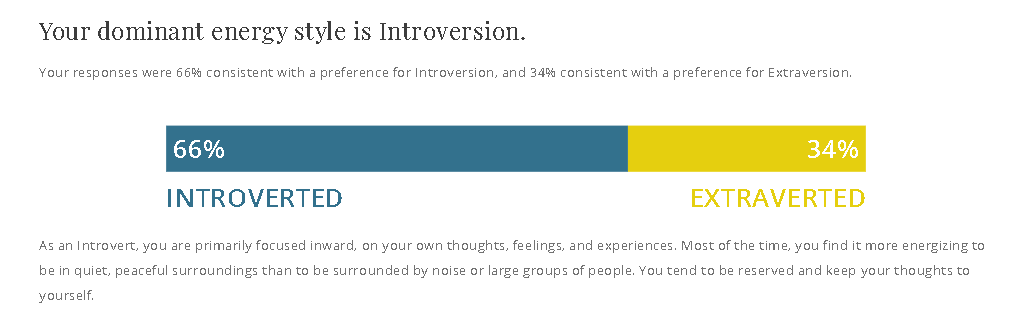 Your dominant energy style is Introversion.
Your responses were 66% consistent with a preference for Introversion, and 34% consistent with a preference for Extraversion.
66% 34%
INTROVERTED EXTRAVERTED
As an Introvert, you are primarily focused inward, on your own thoughts, feelings, and experiences. Most of the time, you find it more energizing to
be in quiet, peaceful surroundings than to be surrounded by noise or large groups of people. You tend to be reserved and keep your thoughts to
yourself.